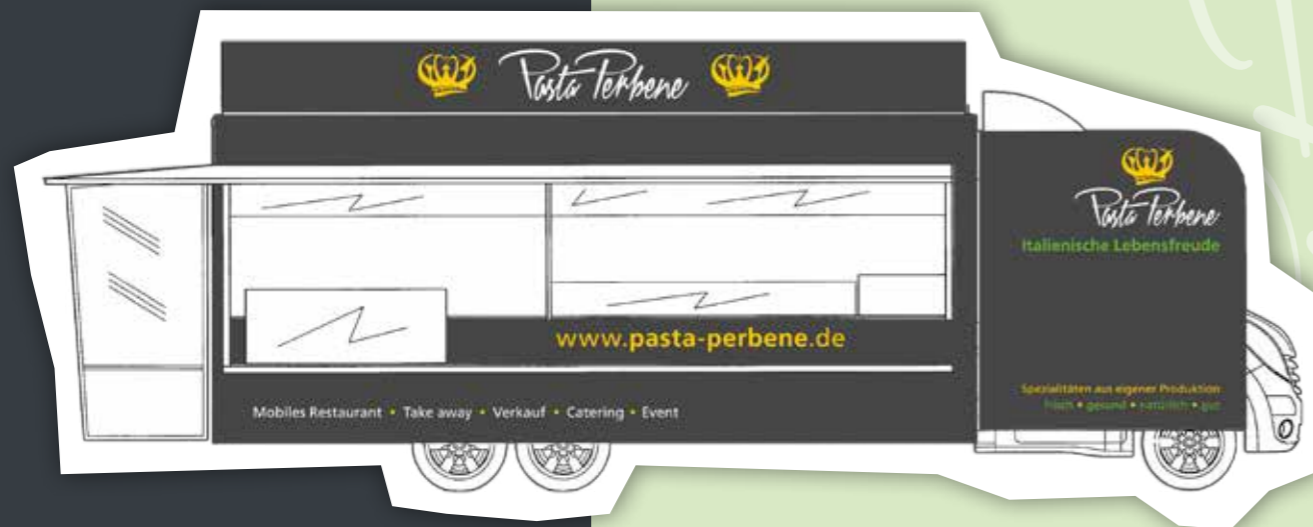 Pasta Perbene
Pasta Perbene
Italienische Lebensfreude
www.pasta-perbene.de
Spezialitäten aus eigener Produktion
frisch • gesund • natürlich • gut
Mobiles Restaurant • Take away • Verkauf • Catering • Event